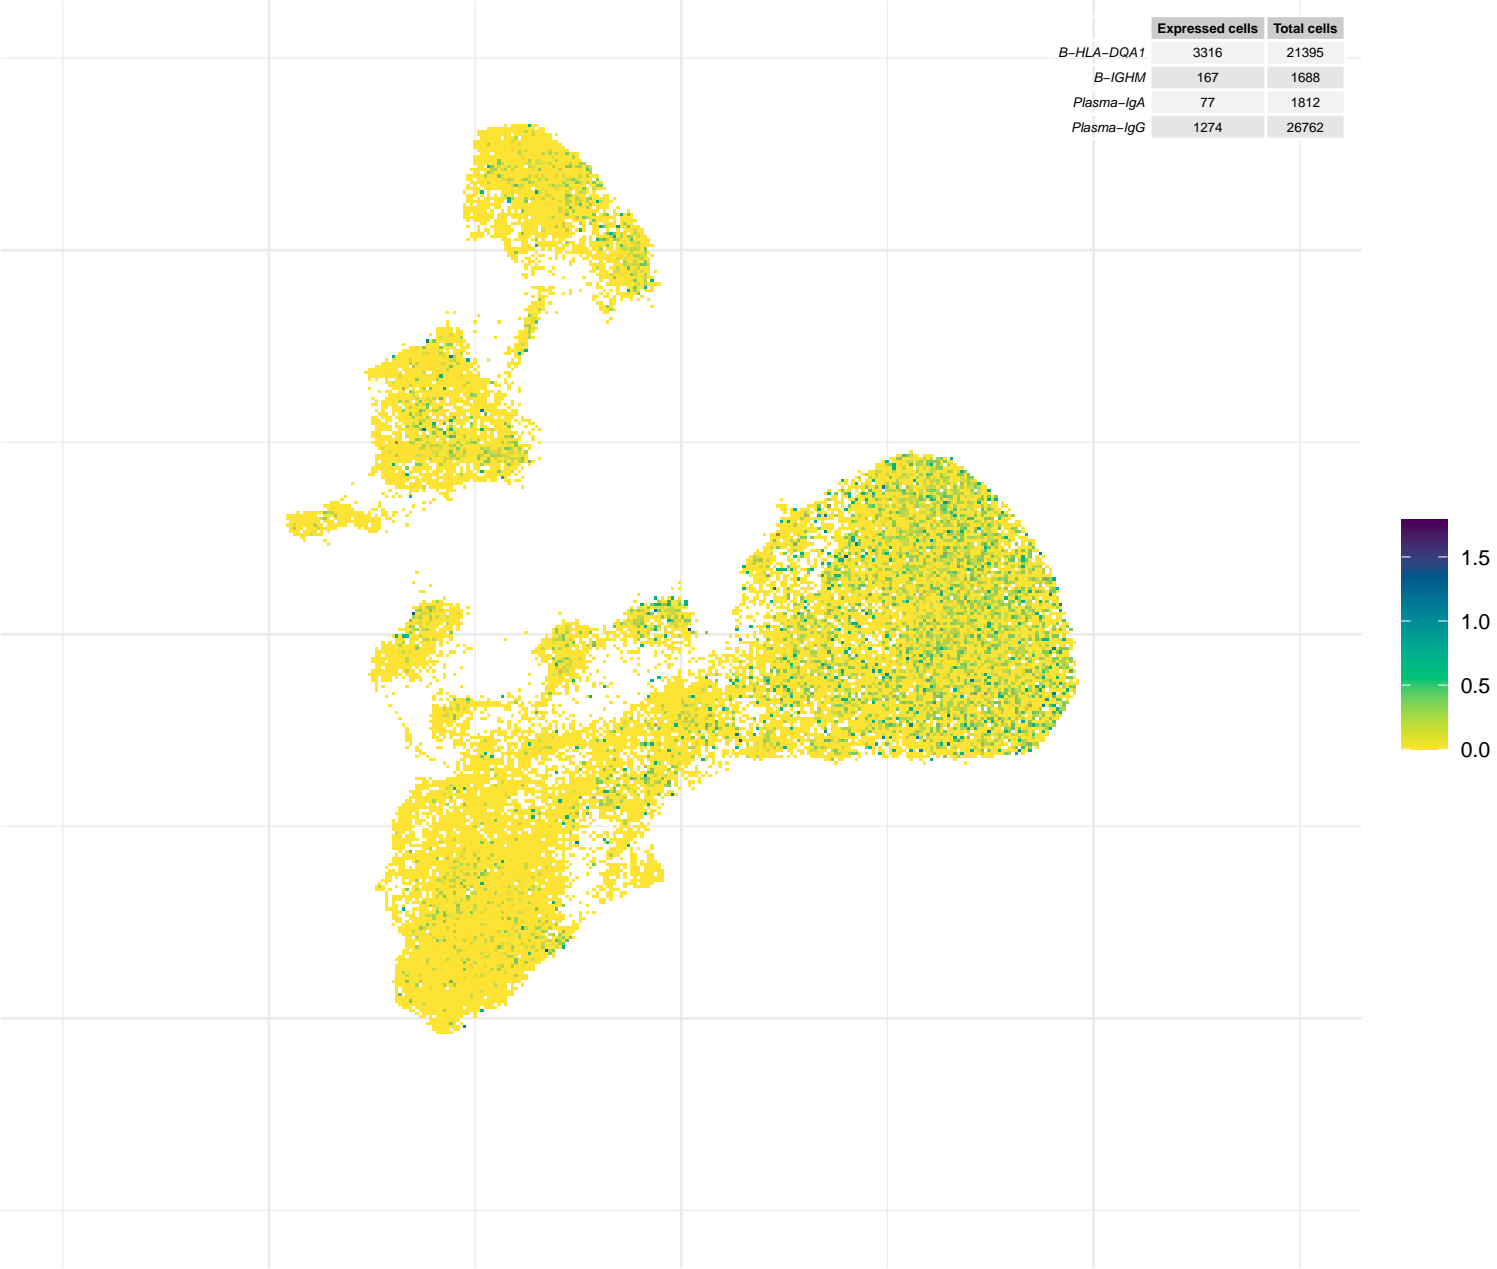 Expressed cells Total cells
B−HLA−DQA1 3316 21395
B−IGHM 167 1688
Plasma−IgA 77 1812
Plasma−IgG 1274 26762
1.5
1.0
0.5
0.0